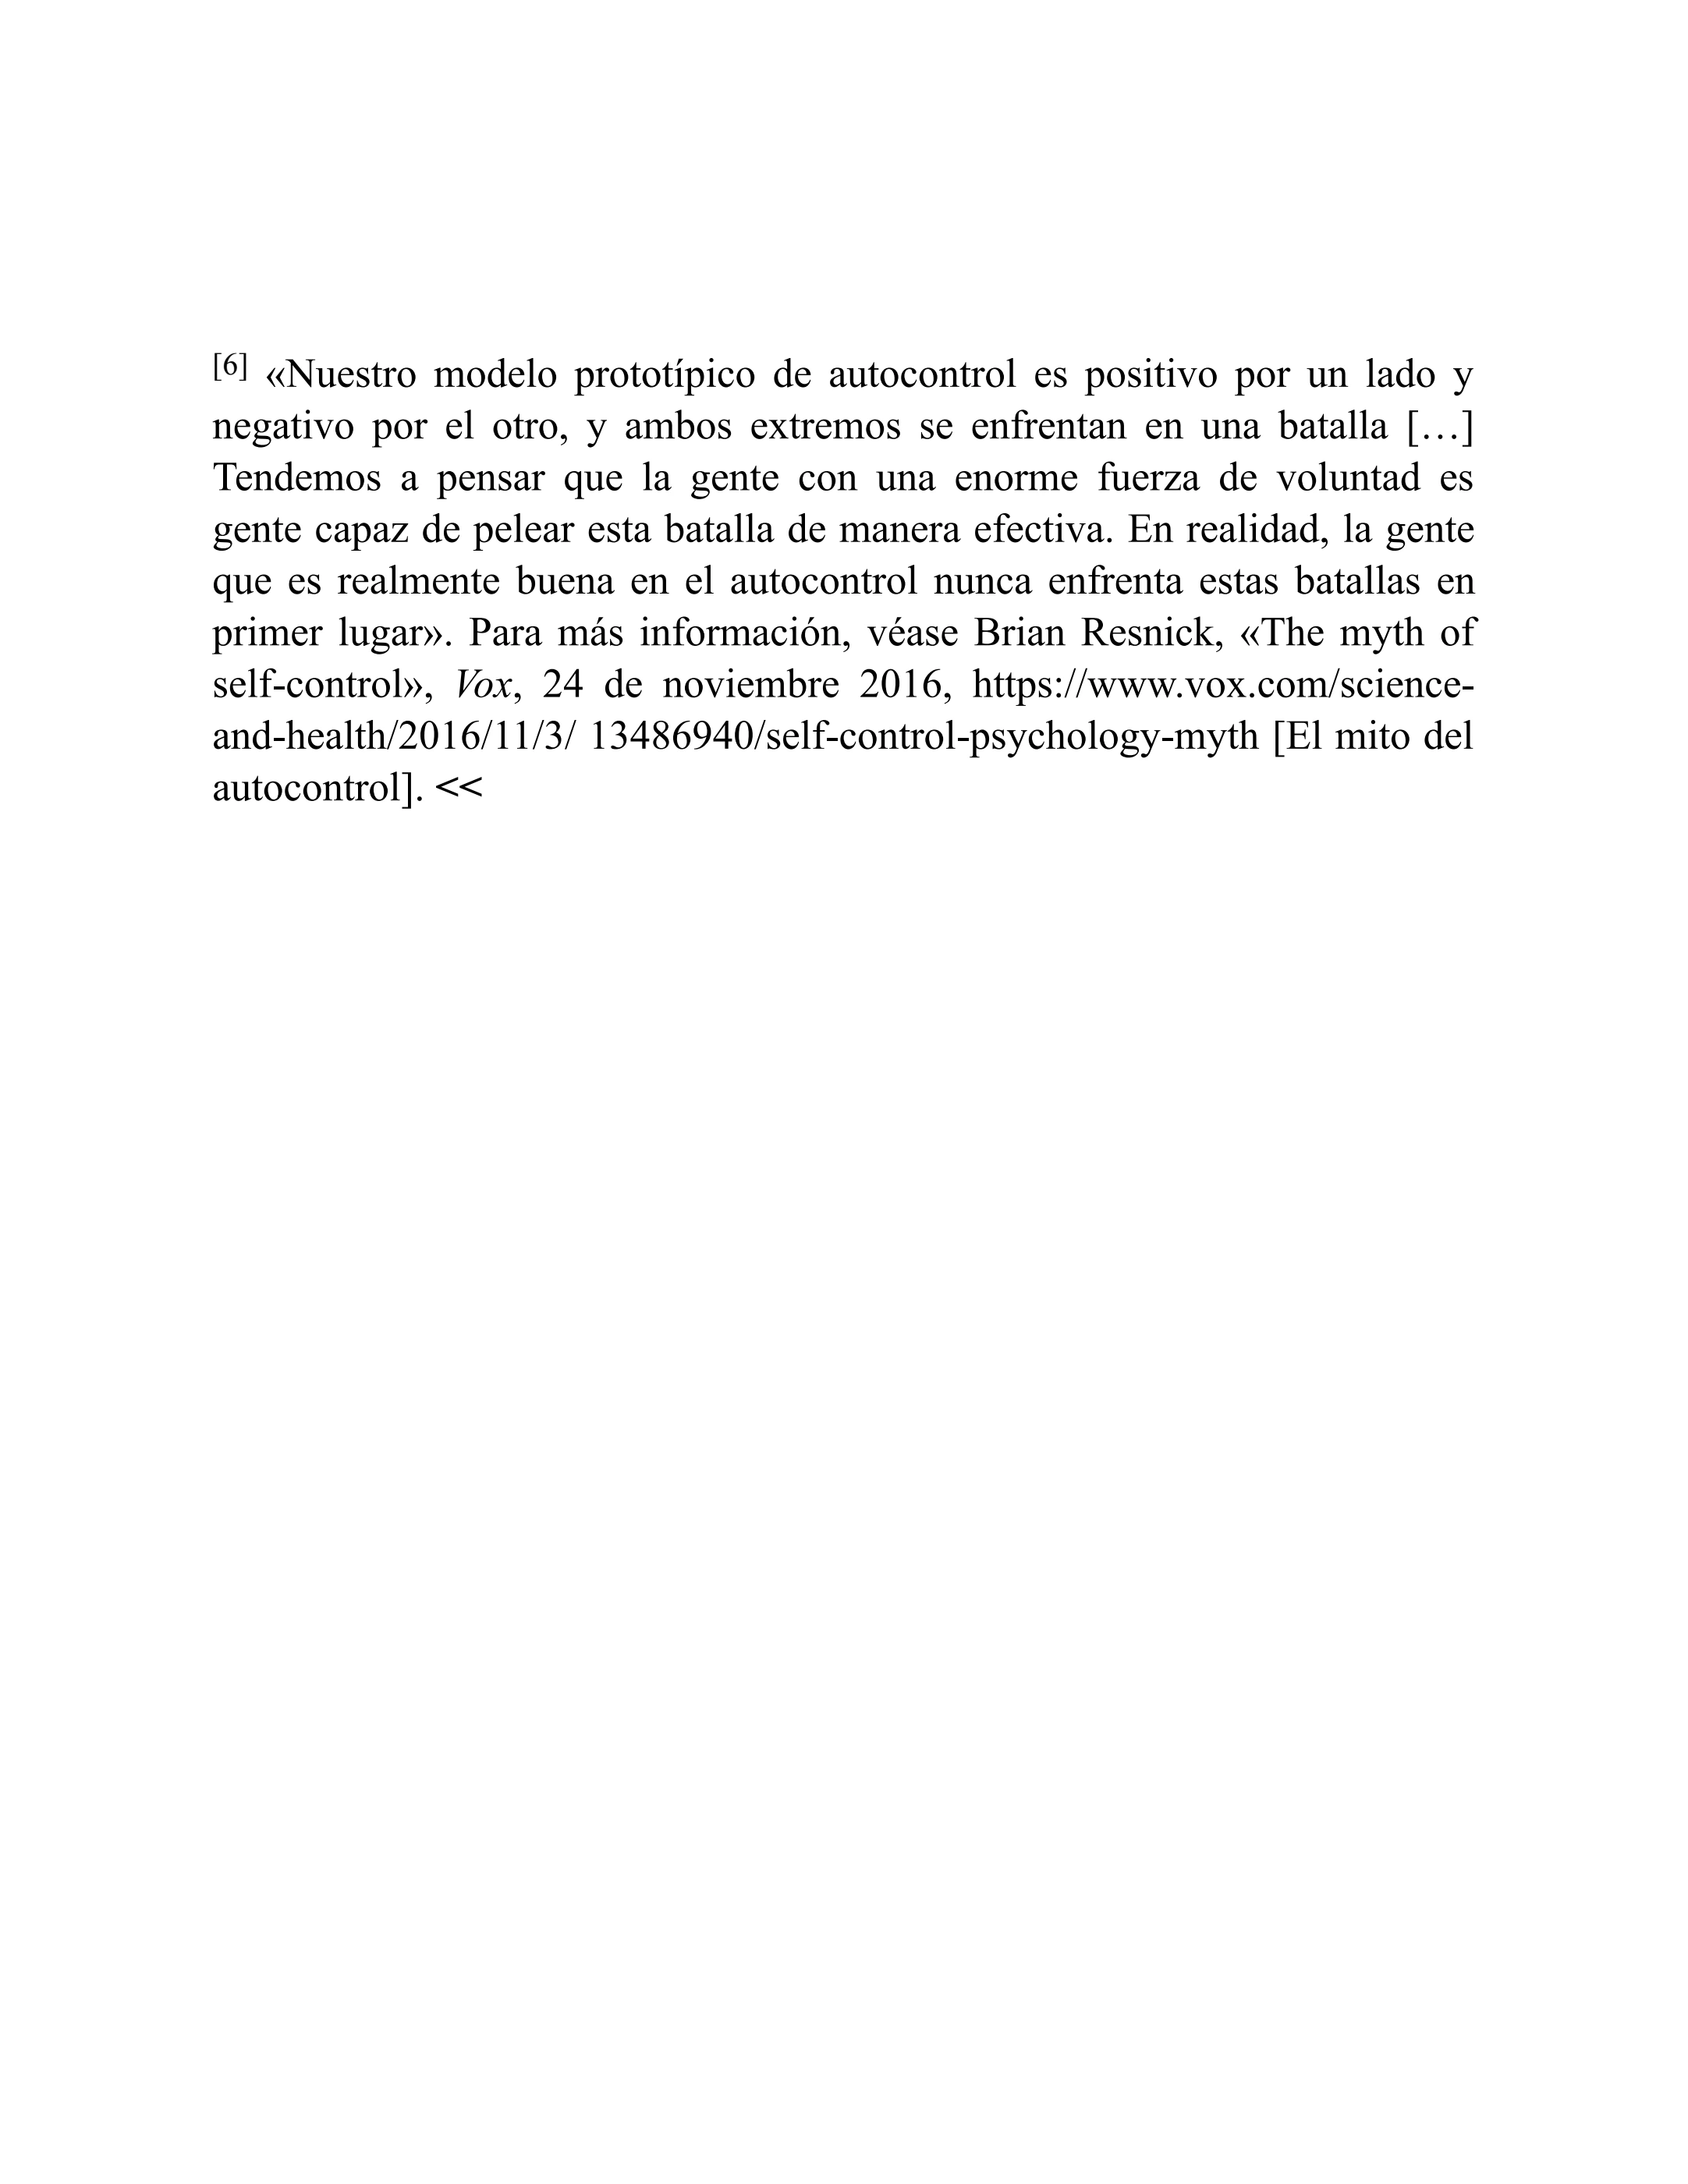 [6] «Nuestro modelo prototípico de autocontrol es positivo por un lado y
negativo por el otro, y ambos extremos se enfrentan en una batalla […]
Tendemos a pensar que la gente con una enorme fuerza de voluntad es
gente capaz de pelear esta batalla de manera efectiva. En realidad, la gente
que es realmente buena en el autocontrol nunca enfrenta estas batallas en
primer lugar». Para más información, véase Brian Resnick, «The myth of
self-control», Vox, 24 de noviembre 2016, https://www.vox.com/science-
and-health/2016/11/3/ 13486940/self-control-psychology-myth [El mito del
autocontrol]. <<